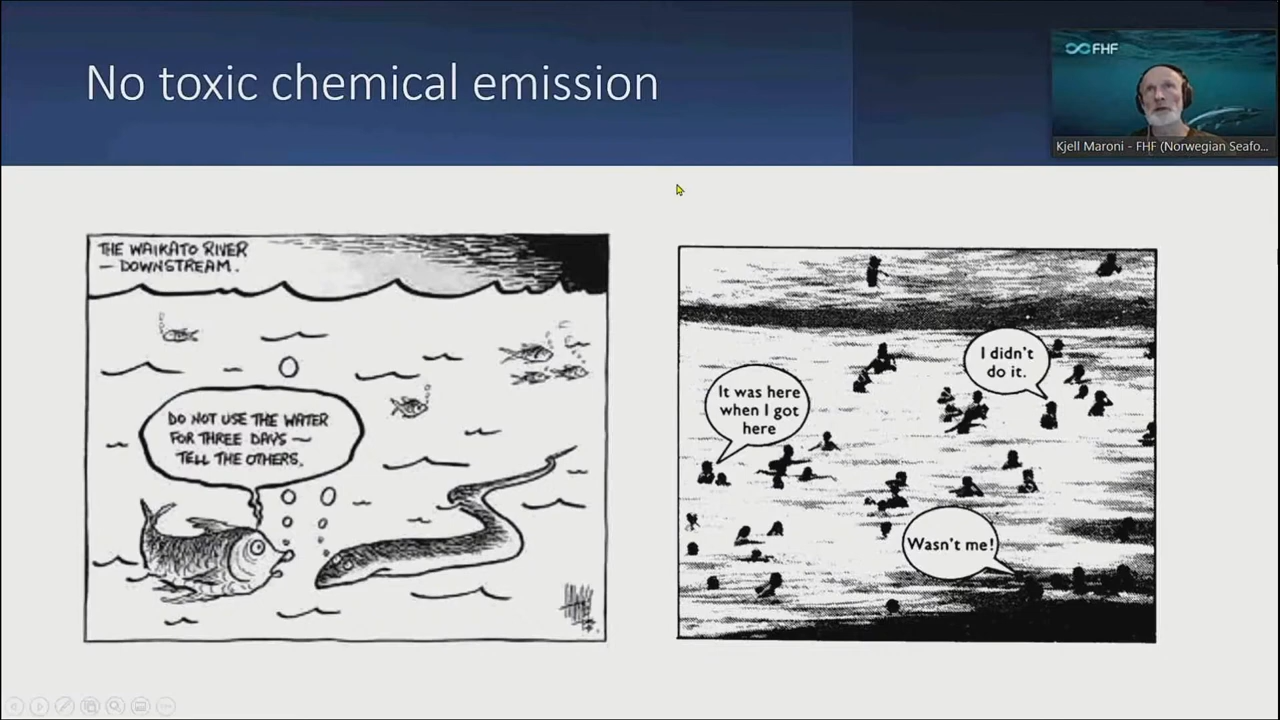 No toxic chemical emission
FHF
Kjell Maroni - FHF (Norwegian Seafo...
THE WAIKATO RIVER
— DOWNSTREAM.
DO NOT USE THE WATER
FOR THREE DAYS —
TELL THE OTHERS.
It was here
when I got
here
I didn't
do it.
Wasn't me!